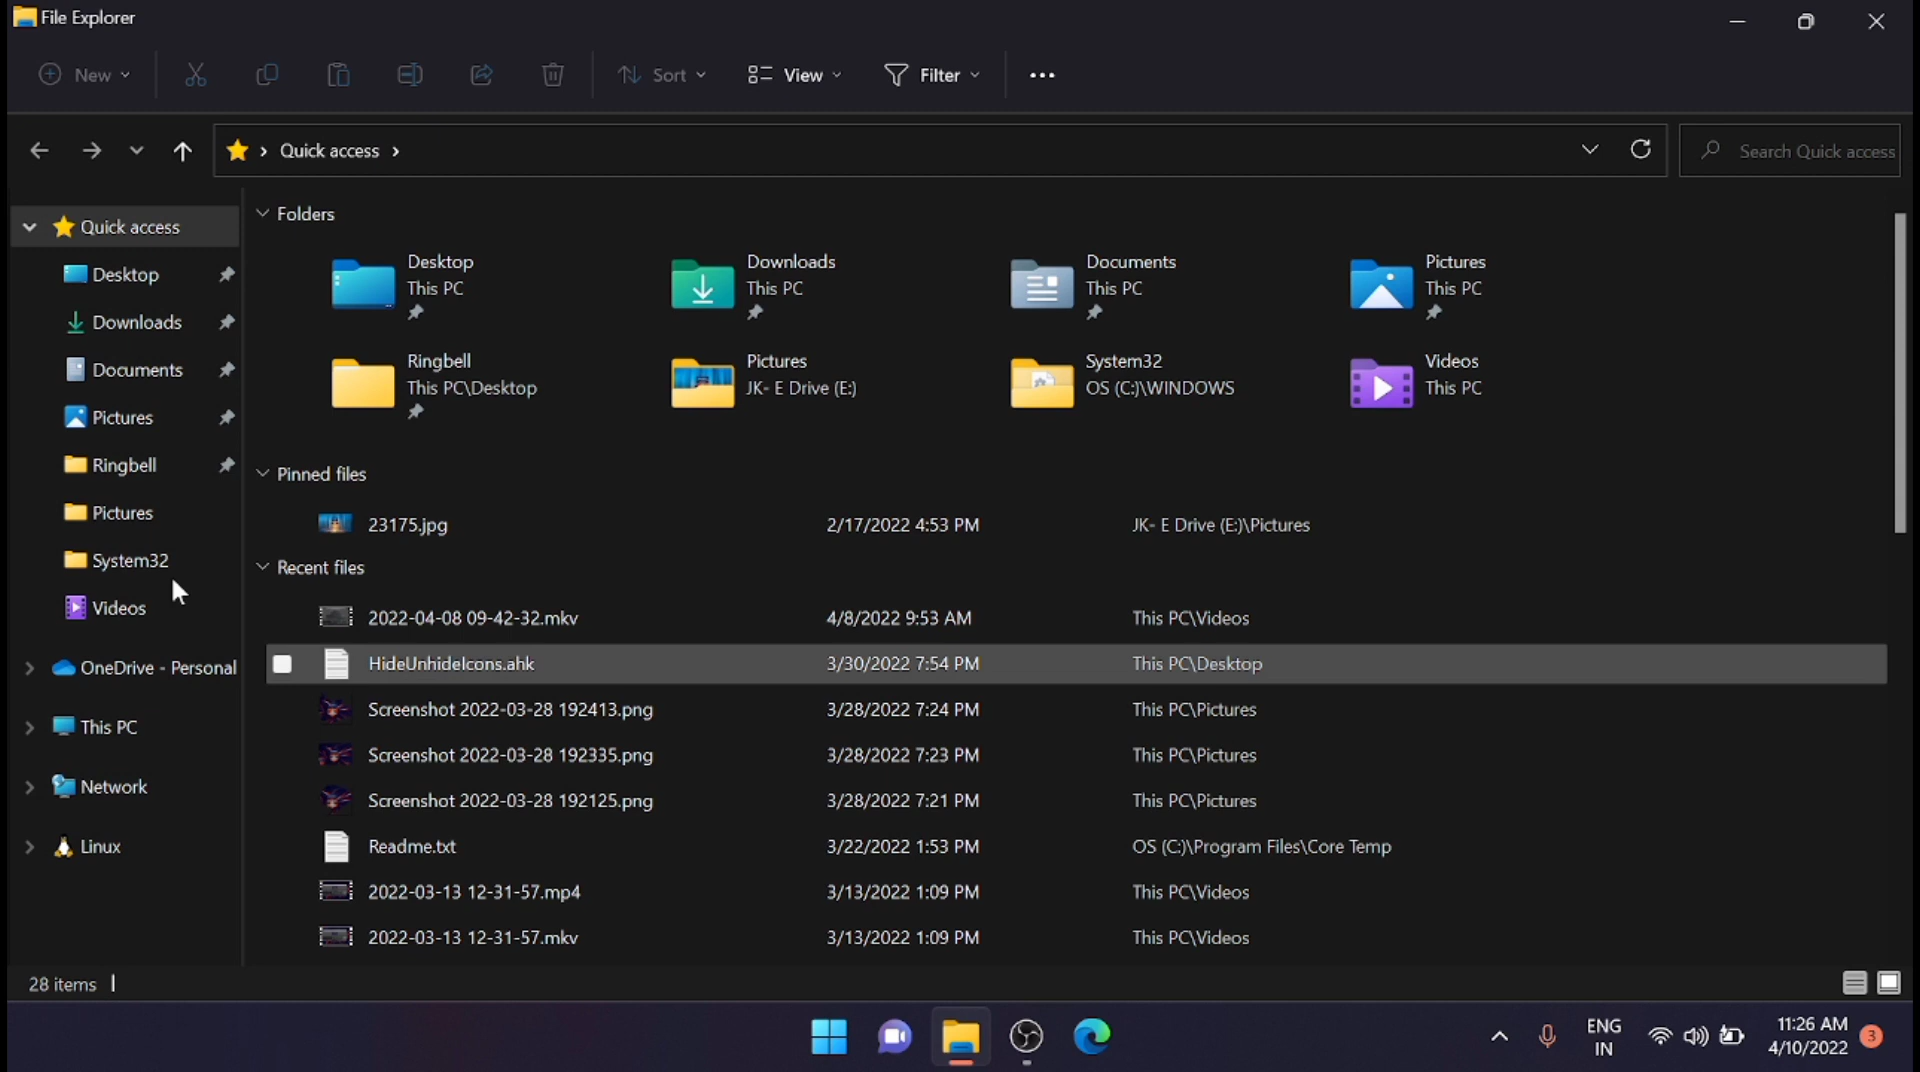 File Explorer
New
Sort
View
Filter
Quick access
Search Quick access
Quick access
Desktop
Downloads
Documents
Pictures
Ringbell
Pictures
System32
Videos
OneDrive - Personal
This PC
Network
Linux
Folders
Desktop
This PC
Downloads
This PC
Documents
This PC
Pictures
This PC
Ringbell
This PC\Desktop
Pictures
JK- E Drive (E:)
System32
OS (C:)\WINDOWS
Videos
This PC
Pinned files
23175.jpg 2/17/2022 4:53 PM JK- E Drive (E:)\Pictures
Recent files
2022-04-08 09-42-32.mkv 4/8/2022 9:53 AM This PC\Videos
HideUnhideIcons.ahk 3/30/2022 7:54 PM This PC\Desktop
Screenshot 2022-03-28 192413.png 3/28/2022 7:24 PM This PC\Pictures
Screenshot 2022-03-28 192335.png 3/28/2022 7:23 PM This PC\Pictures
Screenshot 2022-03-28 192125.png 3/28/2022 7:21 PM This PC\Pictures
Readme.txt 3/22/2022 1:53 PM OS (C:)\Program Files\Core Temp
2022-03-13 12-31-57.mp4 3/13/2022 1:09 PM This PC\Videos
2022-03-13 12-31-57.mkv 3/13/2022 1:09 PM This PC\Videos
28 items
ENG
IN
11:26 AM
4/10/2022
3